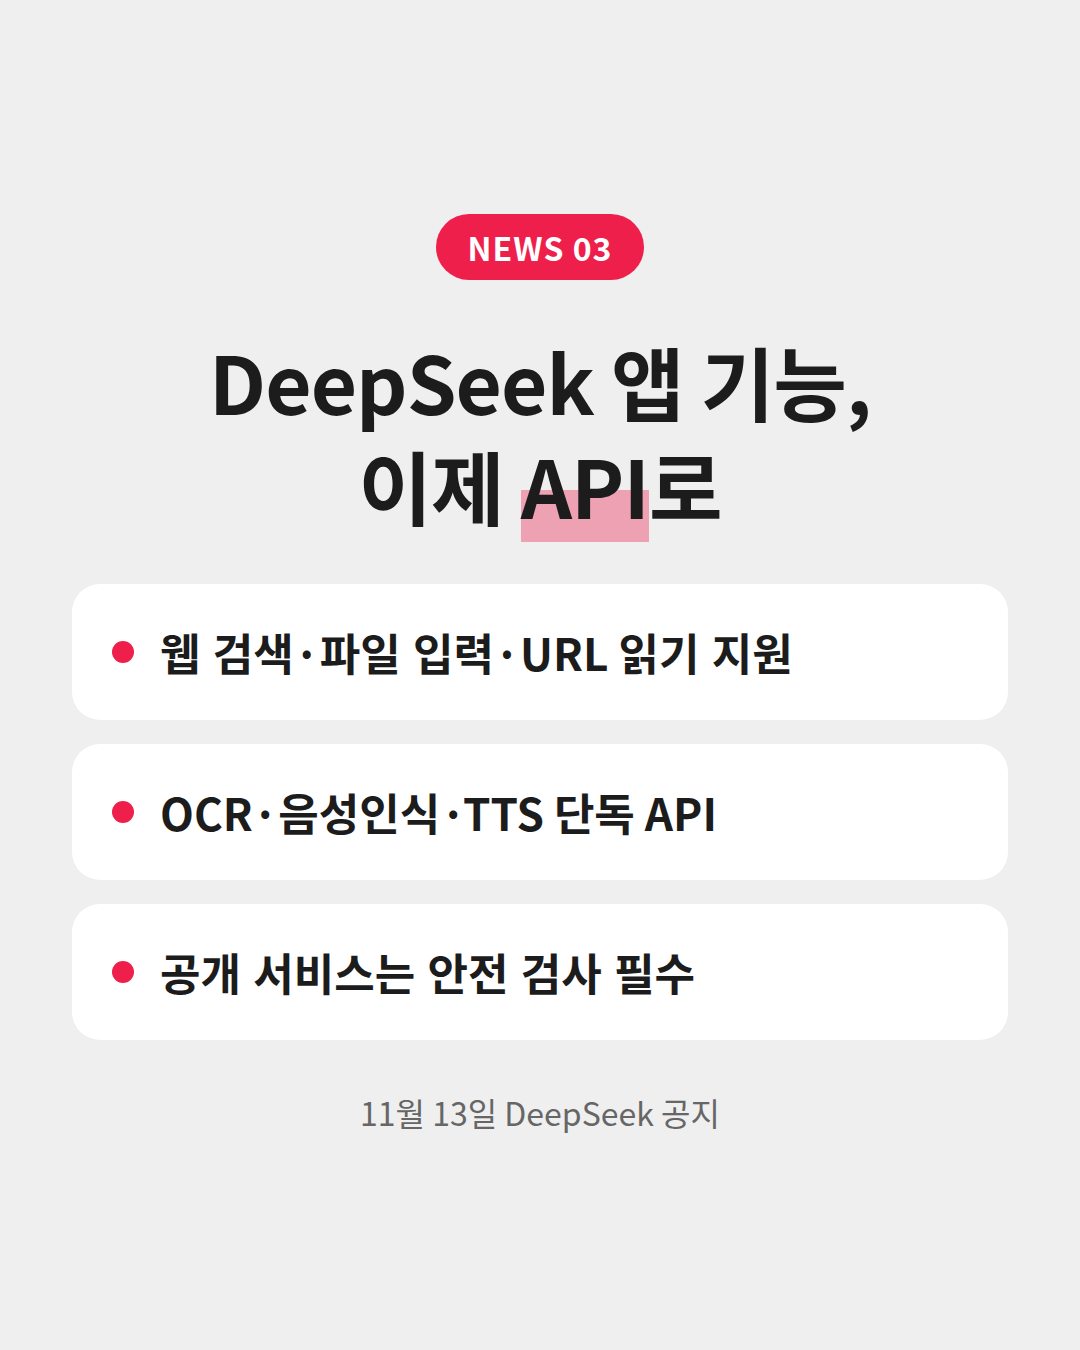 NEWS 03
DeepSeek 앱 기능,
이제 API로
웹 검색·파일 입력·URL 읽기 지원
OCR·음성인식·TTS 단독 API
공개 서비스는 안전 검사 필수
11월 13일 DeepSeek 공지